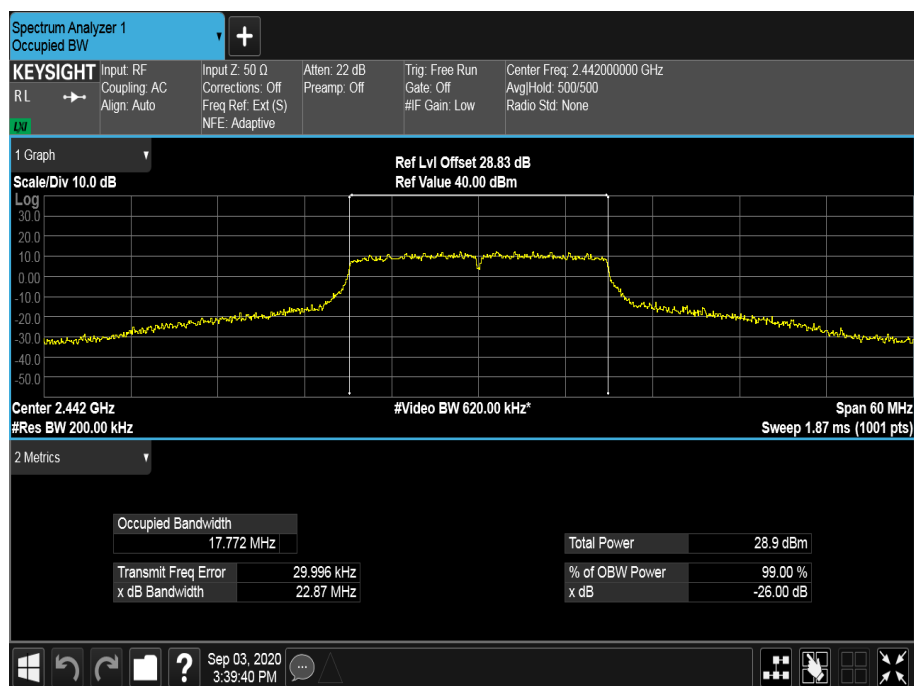 Spectrum Analyzer 1
Occupied BW
+
KEYSIGHT
RL
LXI
Input: RF
Coupling: AC
Align: Auto
Input Z: 50 Ω
Corrections: Off
Freq Ref: Ext (S)
NFE: Adaptive
Atten: 22 dB
Preamp: Off
Trig: Free Run
Gate: Off
#IF Gain: Low
Center Freq: 2.442000000 GHz
Avg|Hold: 500/500
Radio Std: None
1 Graph
Scale/Div 10.0 dB
Ref Lvl Offset 28.83 dB
Ref Value 40.00 dBm
Log
30.0
20.0
10.0
0.00
-10.0
-20.0
-30.0
-40.0
-50.0
Center 2.442 GHz
#Res BW 200.00 kHz
#Video BW 620.00 kHz*
Span 60 MHz
Sweep 1.87 ms (1001 pts)
2 Metrics
Occupied Bandwidth
17.772 MHz
Total Power 28.9 dBm
Transmit Freq Error 29.996 kHz
% of OBW Power 99.00 %
x dB Bandwidth 22.87 MHz
x dB -26.00 dB
?
Sep 03, 2020
3:39:40 PM